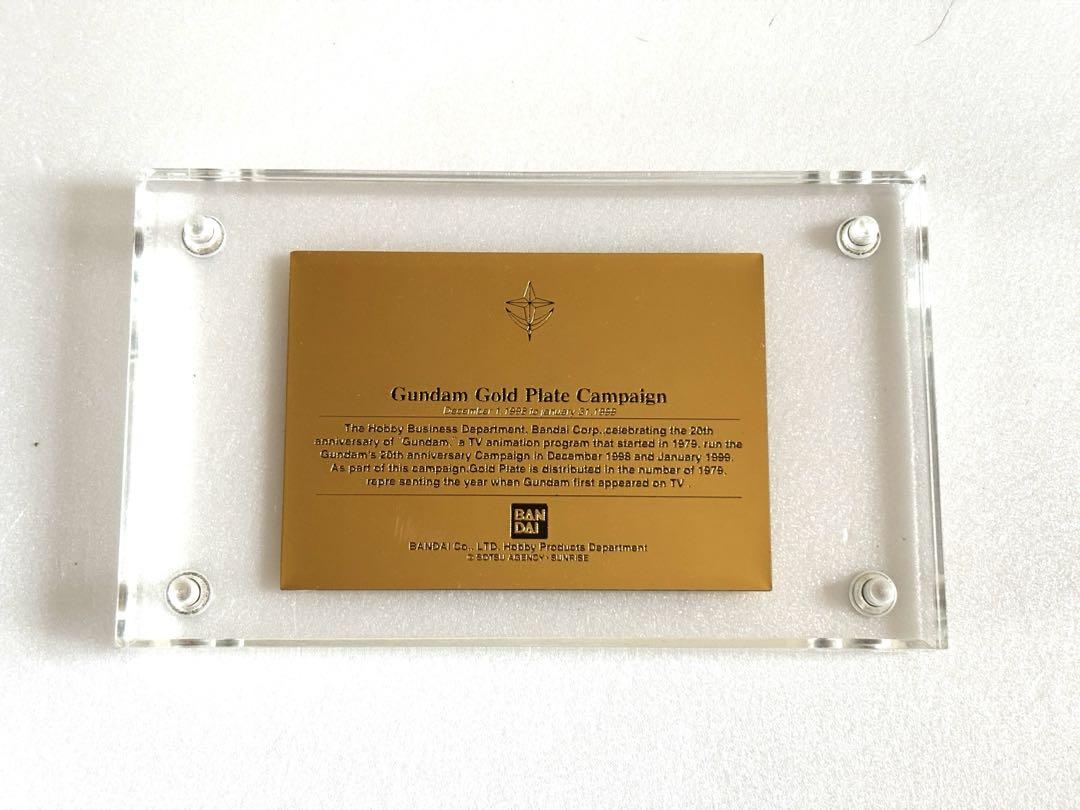 Gundam Gold Plate Campaign
December 1, 1998 to January 31, 1999
The Hobby Business Department. Bandai Corp.,celebrating the 20th
anniversary of "Gundam," a TV animation program that started in 1979, run the
Gundam's 20th anniversary Campaign in December 1998 and January 1999.
As part of this campaign,Gold Plate is distributed in the number of 1979,
repre senting the year when Gundam first appeared on TV .
BAN
DAI
BANDAI Co., LTD. Hobby Products Department
© SOTSU AGENCY · SUNRISE